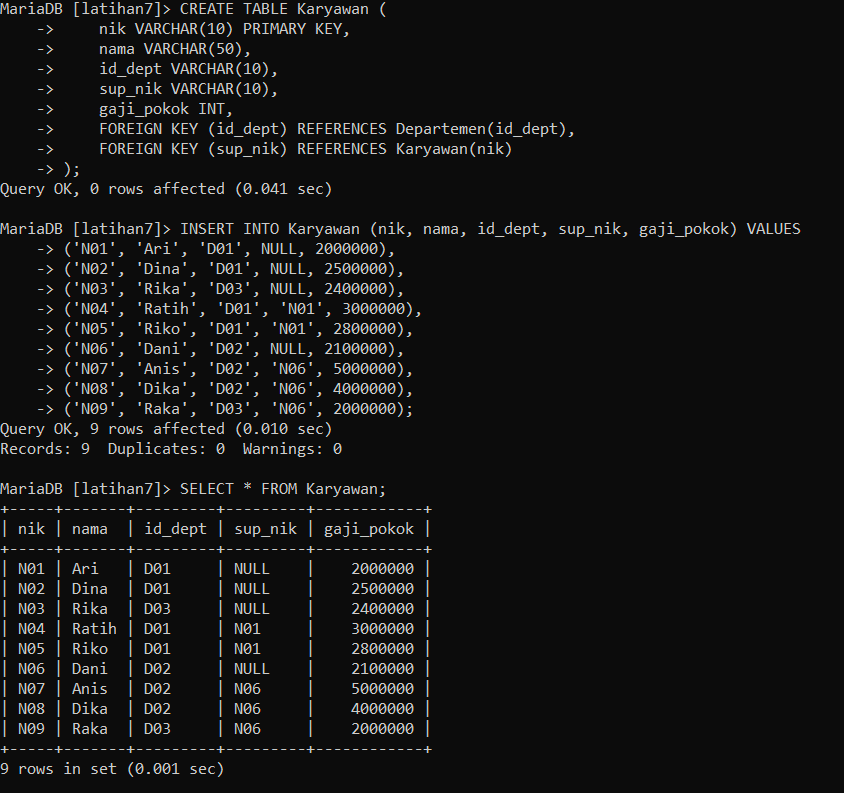 MariaDB [latihan7]> CREATE TABLE Karyawan (
    ->     nik VARCHAR(10) PRIMARY KEY,
    ->     nama VARCHAR(50),
    ->     id_dept VARCHAR(10),
    ->     sup_nik VARCHAR(10),
    ->     gaji_pokok INT,
    ->     FOREIGN KEY (id_dept) REFERENCES Departemen(id_dept),
    ->     FOREIGN KEY (sup_nik) REFERENCES Karyawan(nik)
    -> );
Query OK, 0 rows affected (0.041 sec)

MariaDB [latihan7]> INSERT INTO Karyawan (nik, nama, id_dept, sup_nik, gaji_pokok) VALUES
    -> ('N01', 'Ari', 'D01', NULL, 2000000),
    -> ('N02', 'Dina', 'D01', NULL, 2500000),
    -> ('N03', 'Rika', 'D03', NULL, 2400000),
    -> ('N04', 'Ratih', 'D01', 'N01', 3000000),
    -> ('N05', 'Riko', 'D01', 'N01', 2800000),
    -> ('N06', 'Dani', 'D02', NULL, 2100000),
    -> ('N07', 'Anis', 'D02', 'N06', 5000000),
    -> ('N08', 'Dika', 'D02', 'N06', 4000000),
    -> ('N09', 'Raka', 'D03', 'N06', 2000000);
Query OK, 9 rows affected (0.010 sec)
Records: 9  Duplicates: 0  Warnings: 0

MariaDB [latihan7]> SELECT * FROM Karyawan;
+-----+-------+---------+---------+------------+
| nik | nama  | id_dept | sup_nik | gaji_pokok |
+-----+-------+---------+---------+------------+
| N01 | Ari   | D01     | NULL    |    2000000 |
| N02 | Dina  | D01     | NULL    |    2500000 |
| N03 | Rika  | D03     | NULL    |    2400000 |
| N04 | Ratih | D01     | N01     |    3000000 |
| N05 | Riko  | D01     | N01     |    2800000 |
| N06 | Dani  | D02     | NULL    |    2100000 |
| N07 | Anis  | D02     | N06     |    5000000 |
| N08 | Dika  | D02     | N06     |    4000000 |
| N09 | Raka  | D03     | N06     |    2000000 |
+-----+-------+---------+---------+------------+
9 rows in set (0.001 sec)